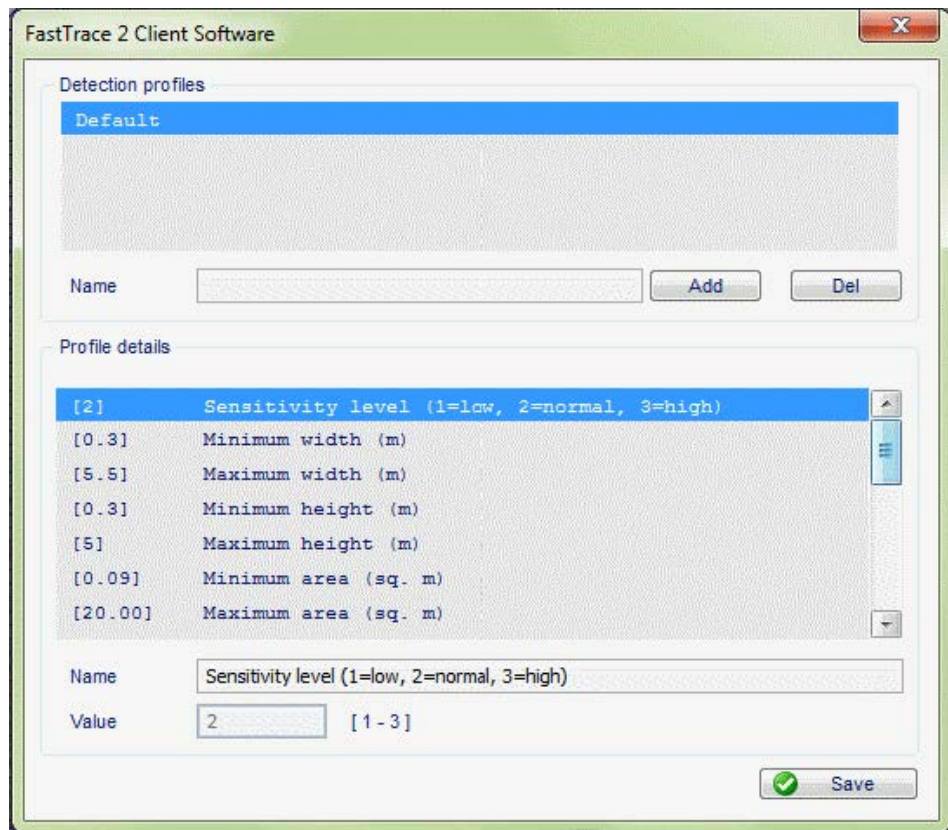 FastTrace 2 Client Software
Detection profiles
Default
Name
Add
Del
Profile details
[2] Sensitivity level (1=low, 2=normal, 3=high)
[0.3] Minimum width (m)
[5.5] Maximum width (m)
[0.3] Minimum height (m)
[5] Maximum height (m)
[0.09] Minimum area (sq. m)
[20.00] Maximum area (sq. m)
Name Sensitivity level (1=low, 2=normal, 3=high)
Value 2 [1-3]
Save